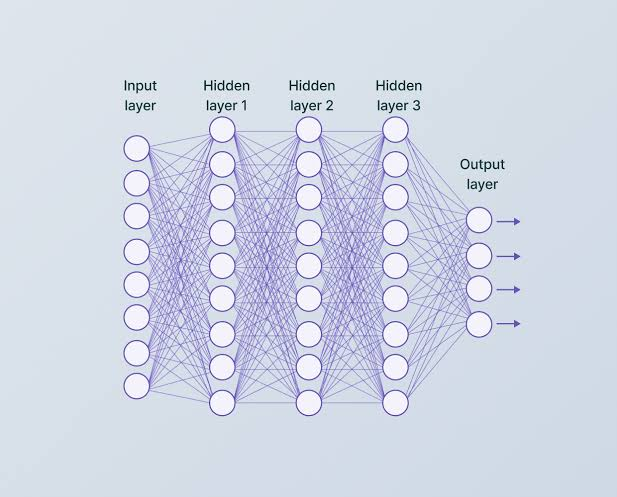 Input
layer
Hidden
layer 1
Hidden
layer 2
Hidden
layer 3
Output
layer